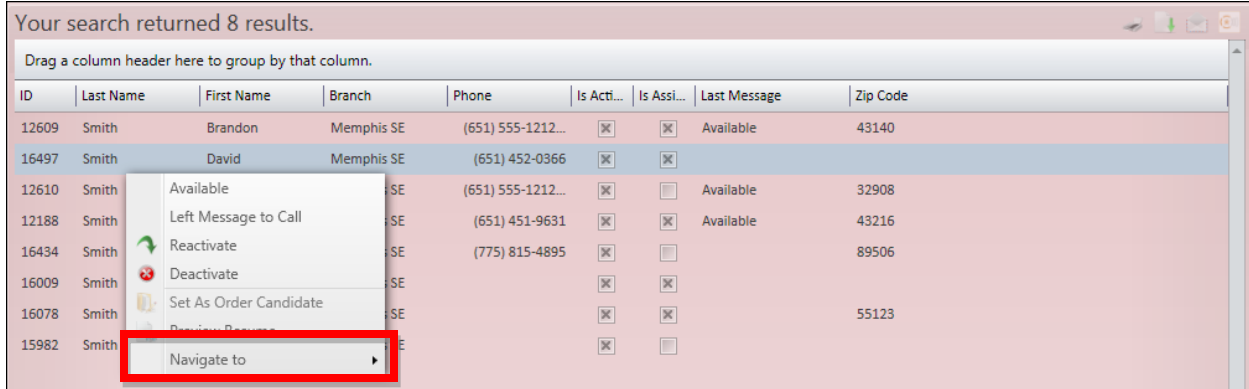 Your search returned 8 results.
Drag a column header here to group by that column.
ID Last Name First Name Branch Phone Is Acti... Is Assi... Last Message Zip Code
12609 Smith Brandon Memphis SE (651) 555-1212... Available 43140
16497 Smith David Memphis SE (651) 452-0366
12610 Smith SE (651) 555-1212... Available 32908
12188 Smith SE (651) 451-9631 Available 43216
16434 Smith SE (775) 815-4895 89506
16009 Smith SE
16078 Smith SE 55123
15982 Smith E
Available
Left Message to Call
Reactivate
Deactivate
Set As Order Candidate
Preview Resume
Navigate to